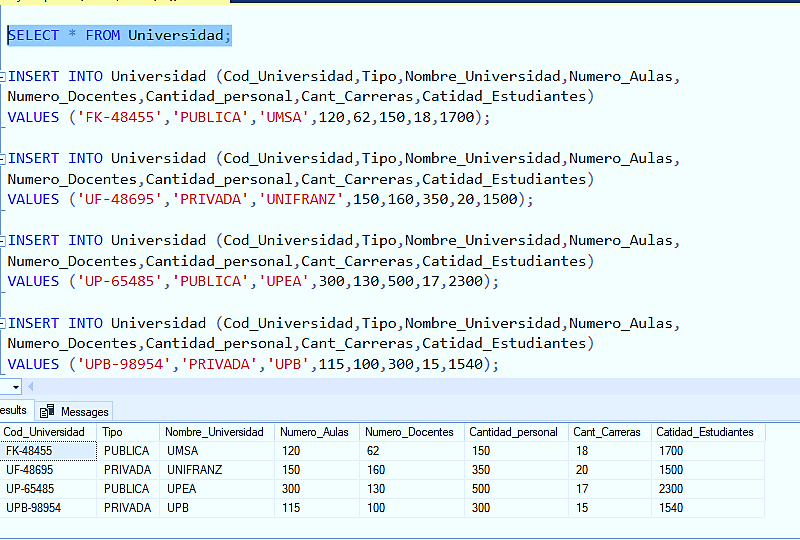 SELECT * FROM Universidad;
INSERT INTO Universidad (Cod_Universidad,Tipo,Nombre_Universidad,Numero_Aulas,
Numero_Docentes,Cantidad_personal,Cant_Carreras,Catidad_Estudiantes)
VALUES ('FK-48455','PUBLICA','UMSA',120,62,150,18,1700);
INSERT INTO Universidad (Cod_Universidad,Tipo,Nombre_Universidad,Numero_Aulas,
Numero_Docentes,Cantidad_personal,Cant_Carreras,Catidad_Estudiantes)
VALUES ('UF-48695','PRIVADA','UNIFRANZ',150,160,350,20,1500);
INSERT INTO Universidad (Cod_Universidad,Tipo,Nombre_Universidad,Numero_Aulas,
Numero_Docentes,Cantidad_personal,Cant_Carreras,Catidad_Estudiantes)
VALUES ('UP-65485','PUBLICA','UPEA',300,130,500,17,2300);
INSERT INTO Universidad (Cod_Universidad,Tipo,Nombre_Universidad,Numero_Aulas,
Numero_Docentes,Cantidad_personal,Cant_Carreras,Catidad_Estudiantes)
VALUES ('UPB-98954','PRIVADA','UPB',115,100,300,15,1540);
esults Messages
Cod_Universidad Tipo Nombre_Universidad Numero_Aulas Numero_Docentes Cantidad_personal Cant_Carreras Catidad_Estudiantes
FK-48455 PUBLICA UMSA 120 62 150 18 1700
UF-48695 PRIVADA UNIFRANZ 150 160 350 20 1500
UP-65485 PUBLICA UPEA 300 130 500 17 2300
UPB-98954 PRIVADA UPB 115 100 300 15 1540